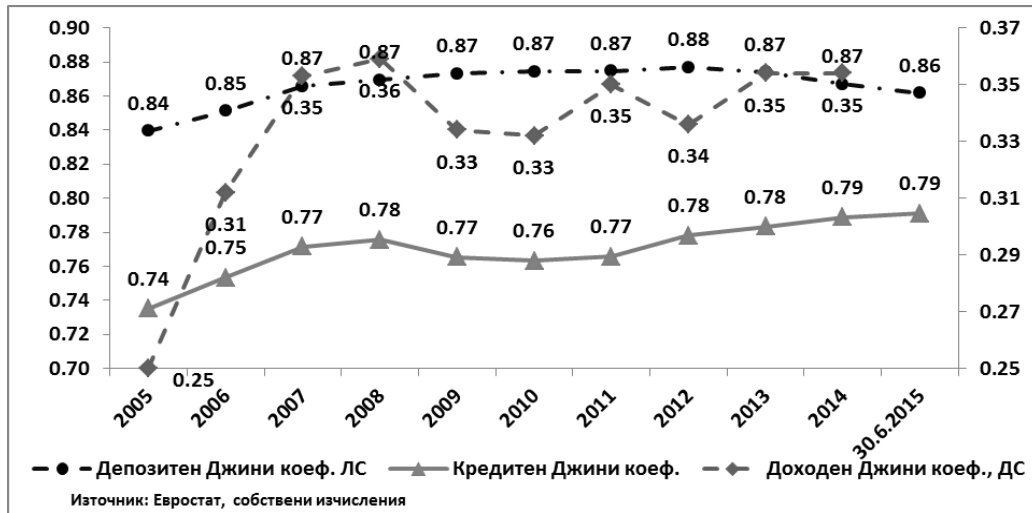 0.90 0.37
0.88 0.87 0.87 0.87 0.87 0.87 0.88 0.87 0.87 0.86
0.86 0.84 0.85 0.35 0.36 0.35 0.35 0.35 0.35
0.84 0.33 0.33 0.34 0.33
0.82
0.80 0.31 0.31
0.78 0.75 0.77 0.78 0.77 0.76 0.77 0.78 0.78 0.79 0.79
0.76 0.74 0.29
0.74
0.72 0.27
0.70 0.25 0.25
2005 2006 2007 2008 2009 2010 2011 2012 2013 2014 30.6.2015
Депозитен Джини коеф. ЛС Кредитен Джини коеф. Доходен Джини коеф., ДС
Източник: Евростат, собствени изчисления